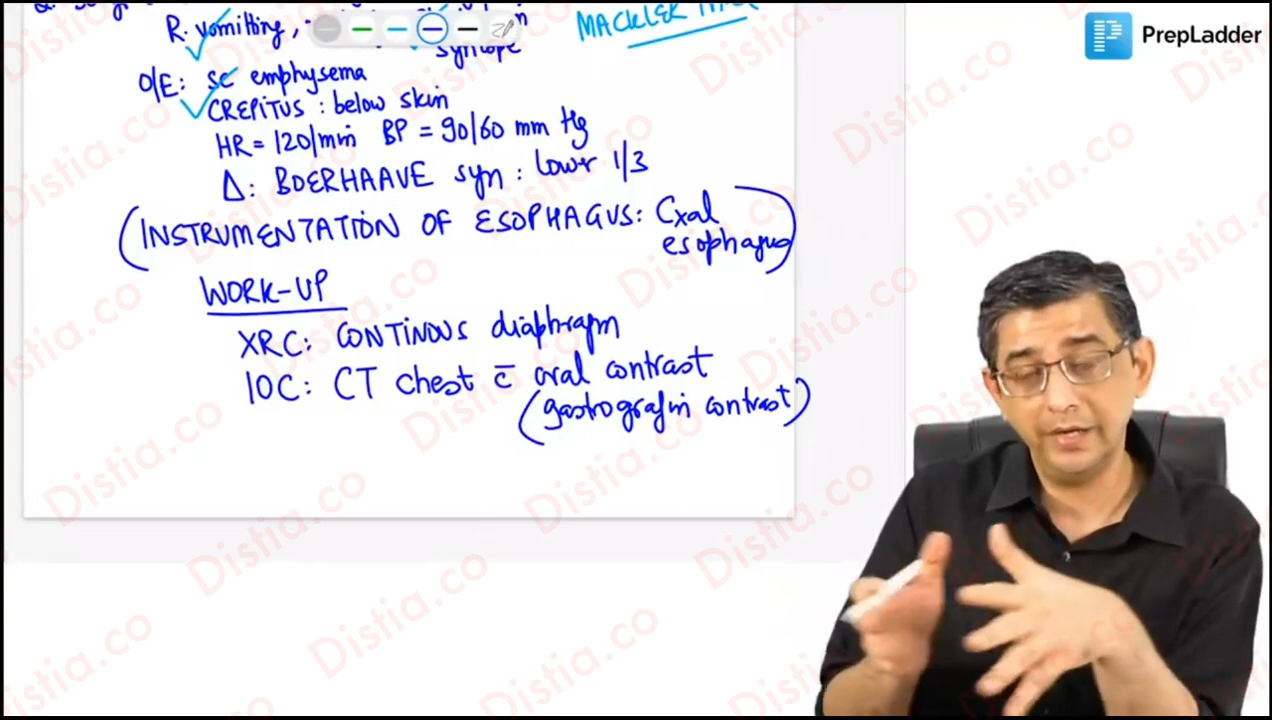 MACKLER
R. vomitting,
syncope
O/E: SC emphysema
CREPITUS : below skin
HR = 120/min BP = 90/60 mm Hg
Δ: BOERHAAVE syn : lower 1/3
(INSTRUMENTATION OF ESOPHAGUS: Cxal
esophagus)
WORK-UP
XRC: CONTINOUS diaphragm
IOC: CT chest c̄ oral contrast
(gastrografin contrast)
PrepLadder
Distia.co